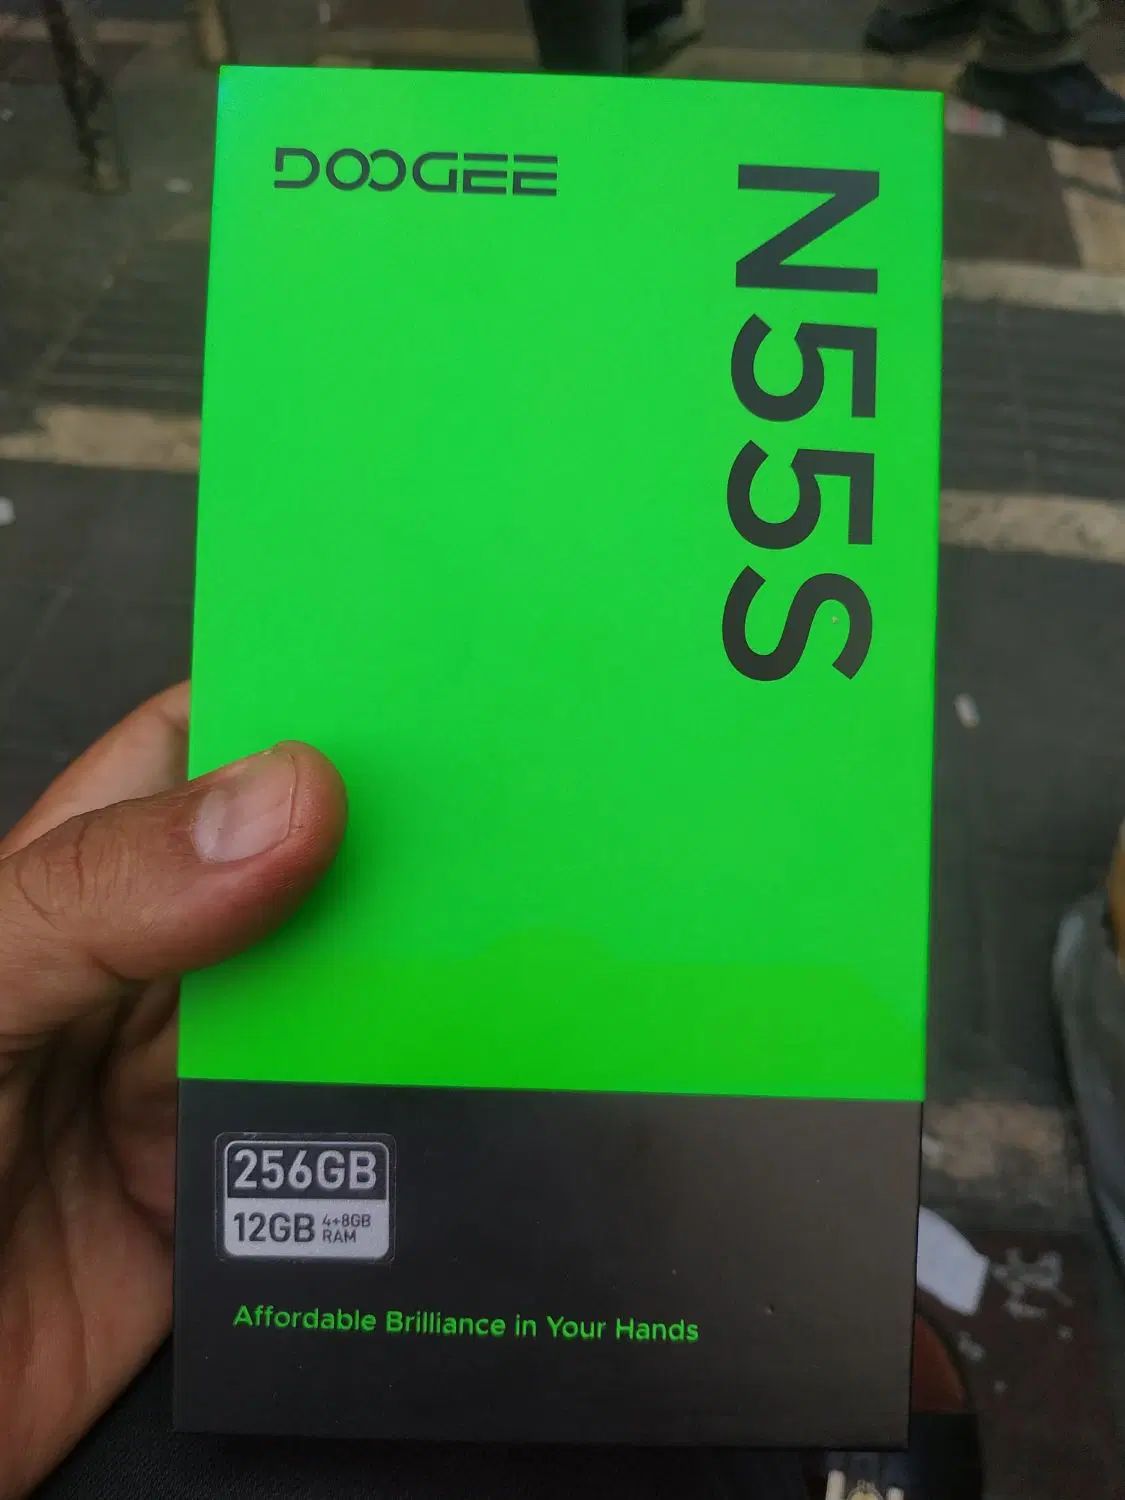 DOOGEE
N55S
256GB
12GB 4+8GB RAM
Affordable Brilliance in Your Hands